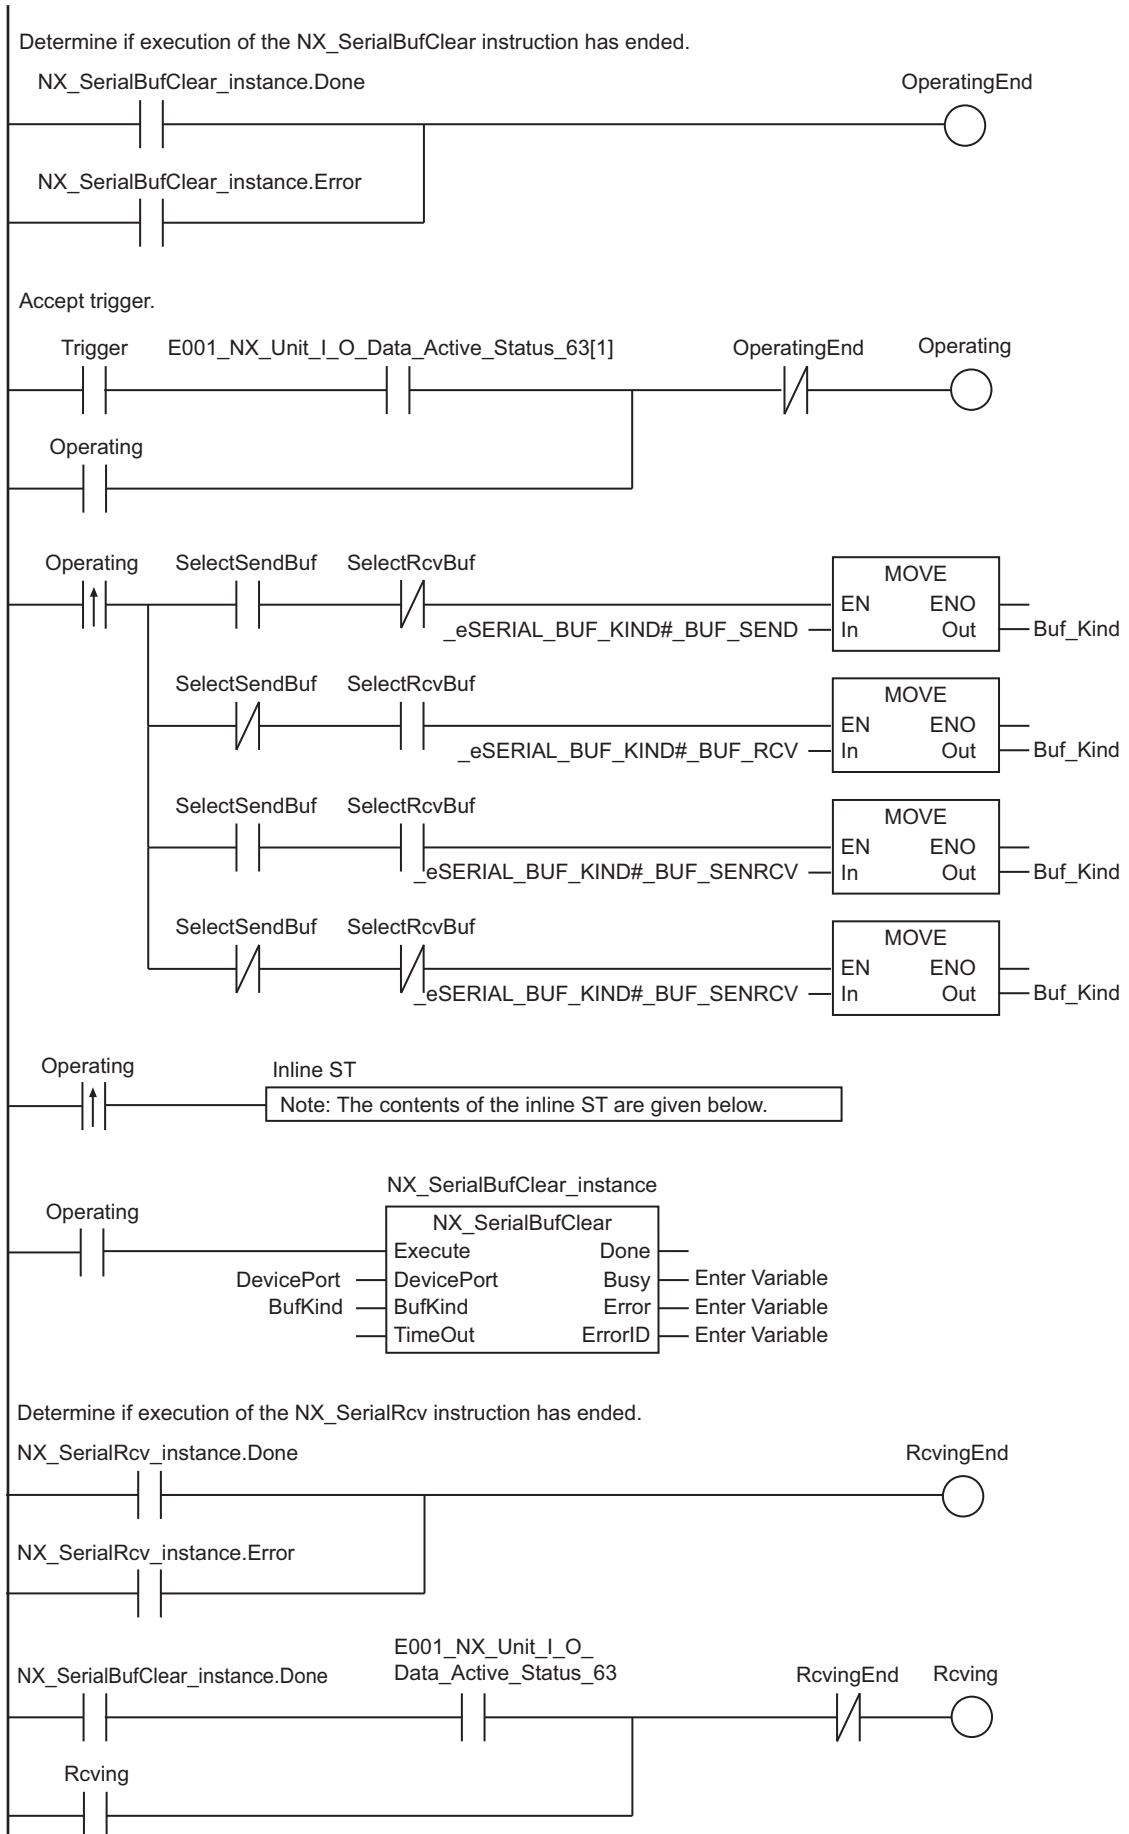 Determine if execution of the NX_SerialBufClear instruction has ended.
NX_SerialBufClear_instance.Done
OperatingEnd
NX_SerialBufClear_instance.Error
Accept trigger.
Trigger E001_NX_Unit_I_O_Data_Active_Status_63[1] OperatingEnd Operating
Operating
Operating SelectSendBuf SelectRcvBuf
MOVE
EN ENO
_eSERIAL_BUF_KIND#_BUF_SEND In Out Buf_Kind
SelectSendBuf SelectRcvBuf
MOVE
EN ENO
_eSERIAL_BUF_KIND#_BUF_RCV In Out Buf_Kind
SelectSendBuf SelectRcvBuf
MOVE
EN ENO
_eSERIAL_BUF_KIND#_BUF_SENRCV In Out Buf_Kind
SelectSendBuf SelectRcvBuf
MOVE
EN ENO
_eSERIAL_BUF_KIND#_BUF_SENRCV In Out Buf_Kind
Operating
Inline ST
Note: The contents of the inline ST are given below.
NX_SerialBufClear_instance
Operating
NX_SerialBufClear
Execute Done
DevicePort DevicePort Busy Enter Variable
BufKind BufKind Error Enter Variable
TimeOut ErrorID Enter Variable
Determine if execution of the NX_SerialRcv instruction has ended.
NX_SerialRcv_instance.Done
RcvingEnd
NX_SerialRcv_instance.Error
E001_NX_Unit_I_O_
NX_SerialBufClear_instance.Done Data_Active_Status_63 RcvingEnd Rcving
Rcving